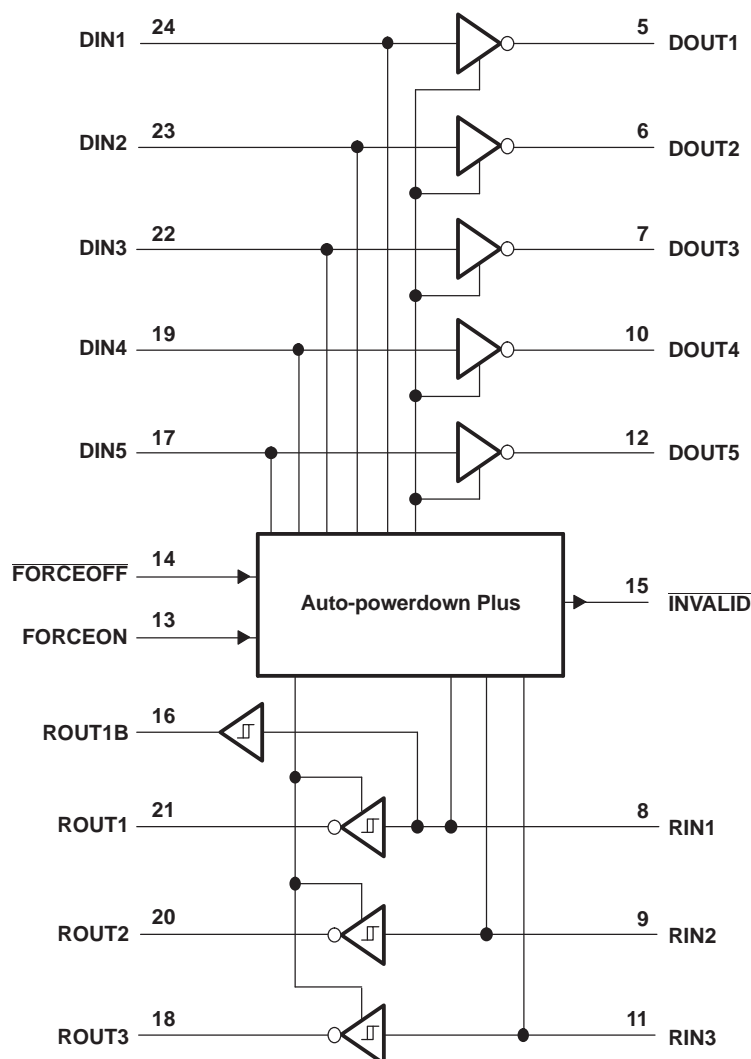 DIN1 24 5 DOUT1
DIN2 23 6 DOUT2
DIN3 22 7 DOUT3
DIN4 19 10 DOUT4
DIN5 17 12 DOUT5
FORCEOFF 14
Auto-powerdown Plus
15 INVALID
FORCEON 13
ROUT1B 16
ROUT1 21 8 RIN1
ROUT2 20 9 RIN2
ROUT3 18 11 RIN3